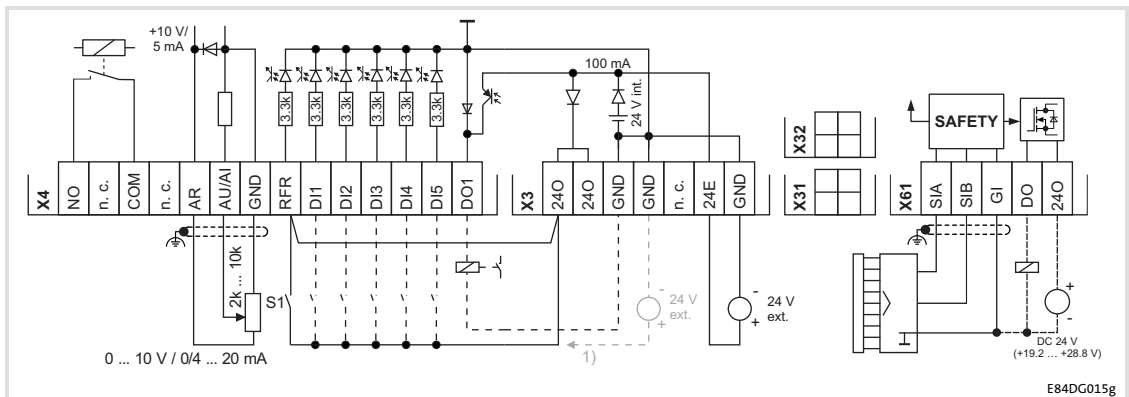 +10 V/
5 mA
3.3k
3.3k
3.3k
3.3k
3.3k
3.3k
100 mA
24 V int.
X4
NO
n. c.
COM
n. c.
AR
AU/AI
GND
RFR
DI1
DI2
DI3
DI4
DI5
DO1
X3
24O
24O
GND
GND
n. c.
24E
GND
X32
X31
SAFETY
X61
SIA
SIB
GI
DO
24O
2k ... 10k
S1
0 ... 10 V / 0/4 ... 20 mA
-
24 V
ext.
+
1)
-
24 V
ext.
+
+
-
DC 24 V
(+19.2 … +28.8 V)
E84DG015g